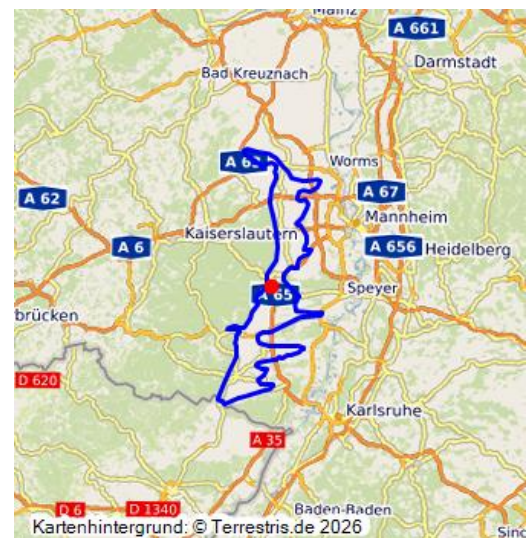 Mainz
A 661
Darmstadt
Bad Kreuznach
A 6
Worms
A 67
A 62
Mannheim
Kaiserslautern
A 6
A 656
Heidelberg
A 65
Speyer
brücken
D 620
Karlsruhe
A 35
D 6
D 1340
Baden-Baden
Kartenhintergrund: © Terrestris.de 2026